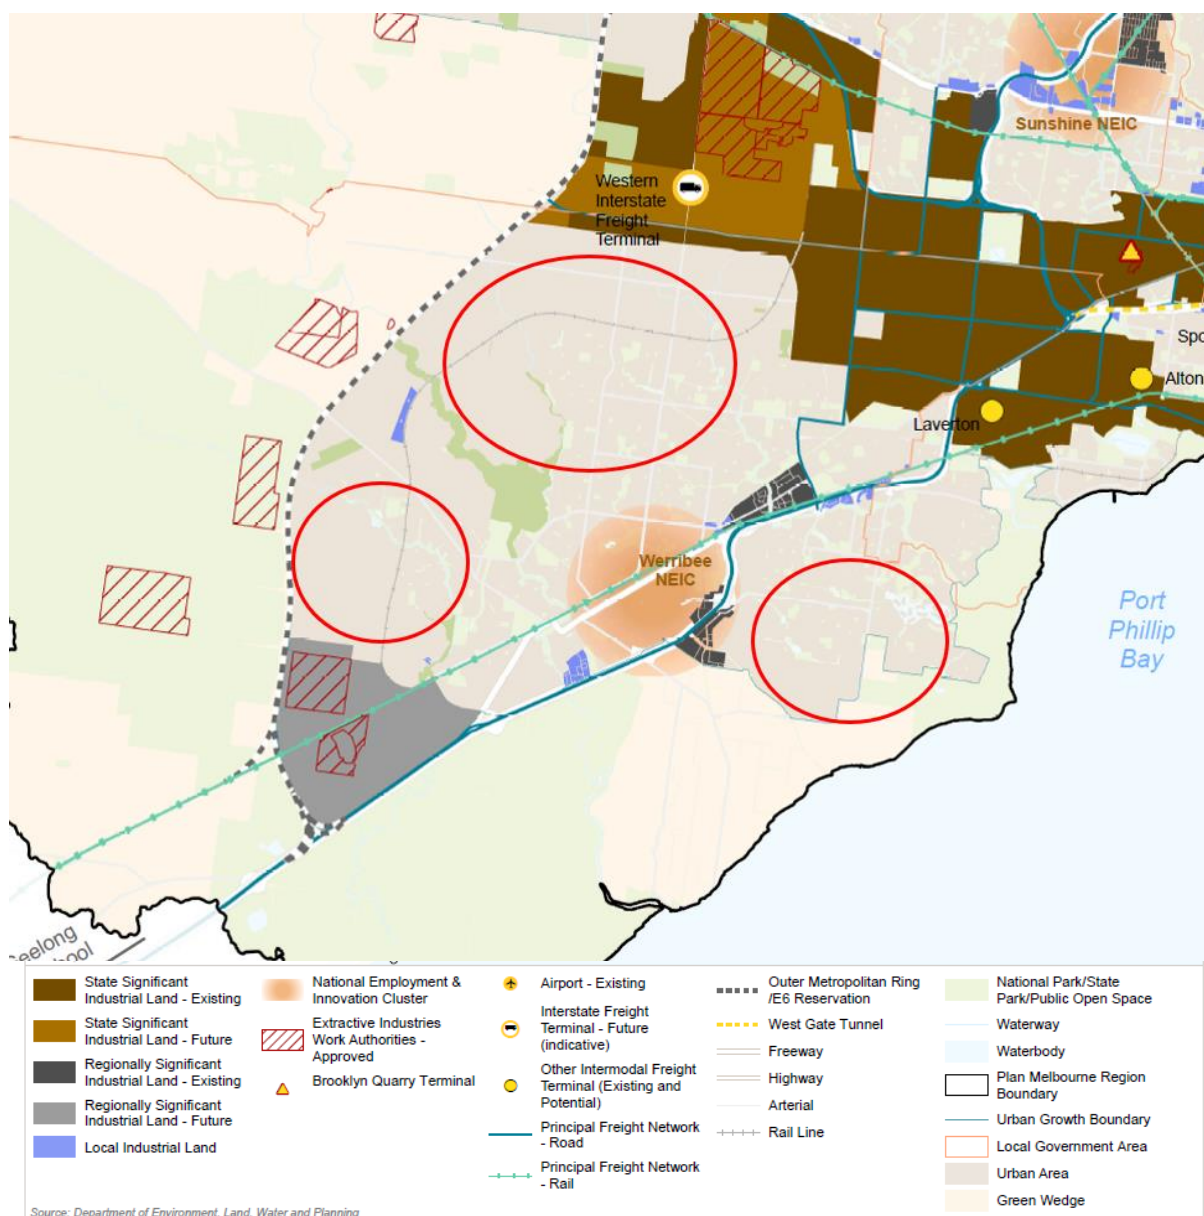 Sunshine NEIC
Western
Interstate
Freight
Terminal
Spo
Alton
Laverton
Werribee
NEIC
Port
Phillip
Bay
eelong
ool
State Significant
Industrial Land - Existing
State Significant
Industrial Land - Future
Regionally Significant
Industrial Land - Existing
Regionally Significant
Industrial Land - Future
Local Industrial Land
National Employment &
Innovation Cluster
Extractive Industries
Work Authorities -
Approved
Brooklyn Quarry Terminal
Airport - Existing
Interstate Freight
Terminal - Future
(indicative)
Other Intermodal Freight
Terminal (Existing and
Potential)
Principal Freight Network
- Road
Principal Freight Network
- Rail
Outer Metropolitan Ring
/E6 Reservation
West Gate Tunnel
Freeway
Highway
Arterial
Rail Line
National Park/State
Park/Public Open Space
Waterway
Waterbody
Plan Melbourne Region
Boundary
Urban Growth Boundary
Local Government Area
Urban Area
Green Wedge
Source: Department of Environment, Land, Water and Planning